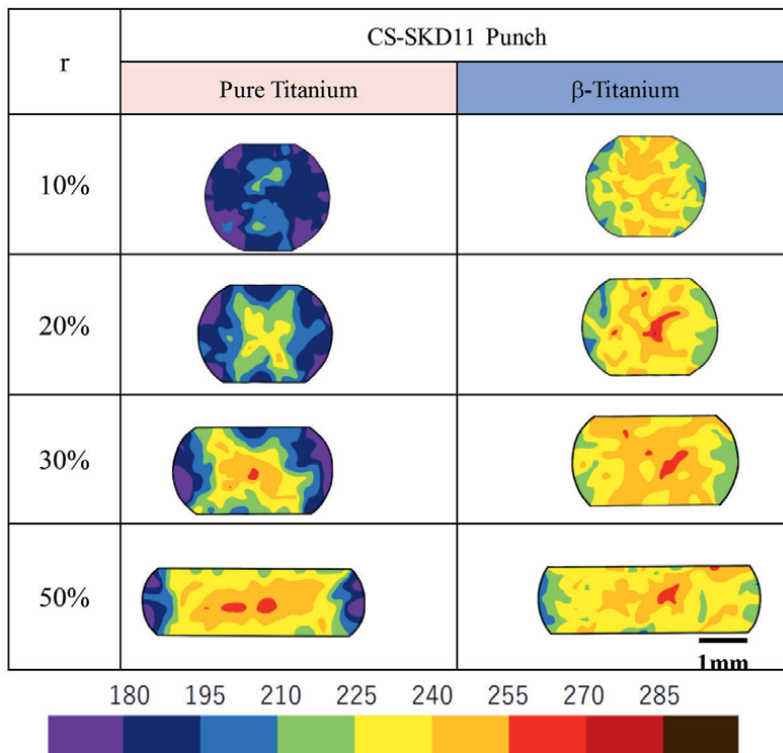 r
CS-SKD11 Punch
Pure Titanium
β-Titanium
10%
20%
30%
50%
1mm
180 195 210 225 240 255 270 285